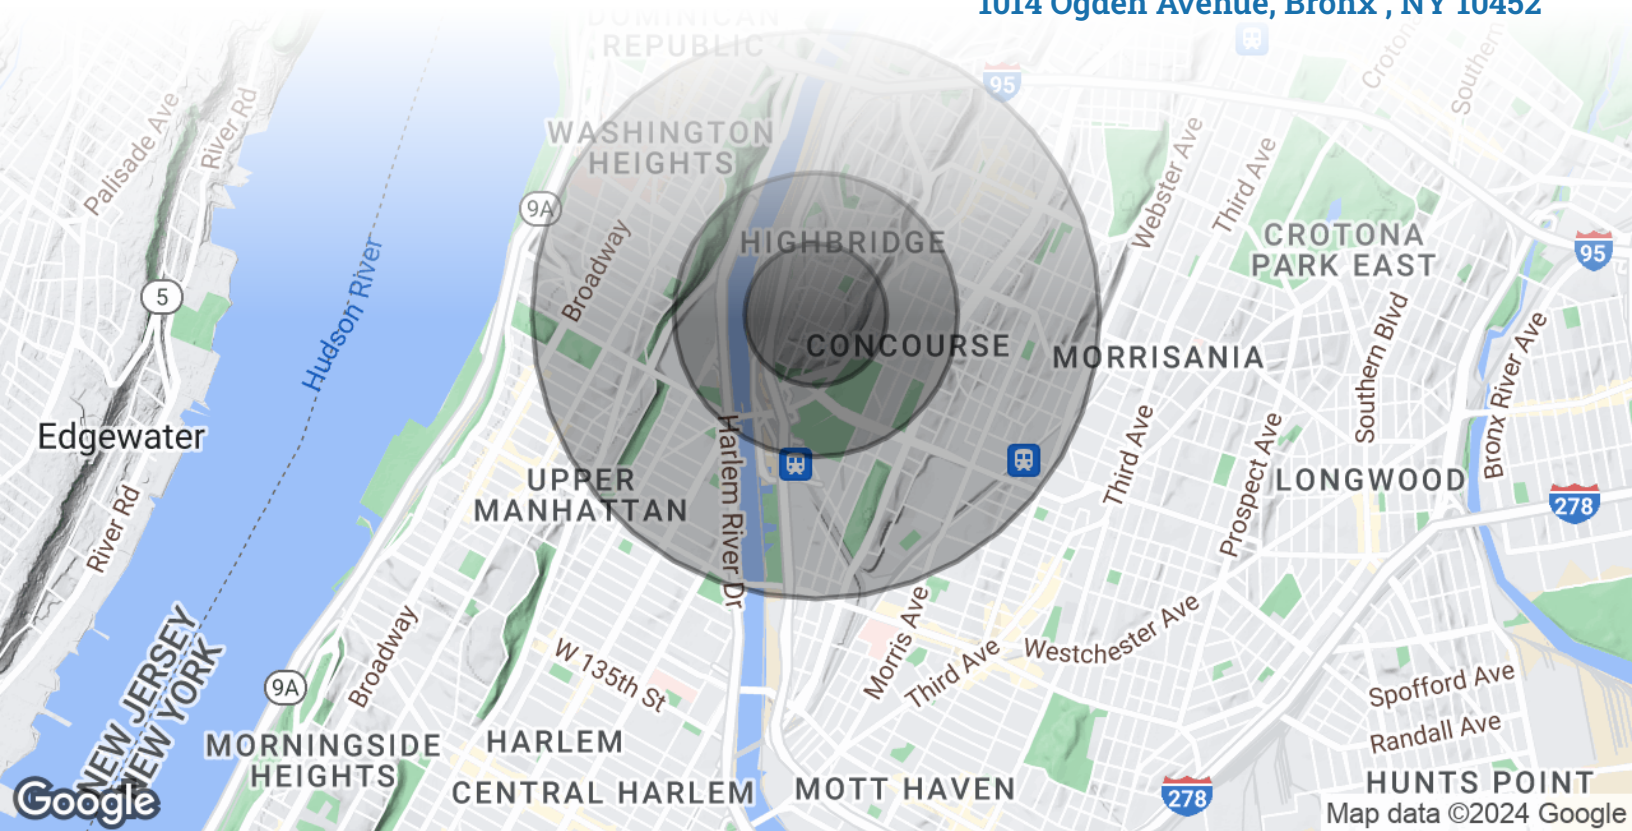 1014 Ogden Avenue, Bronx , NY 10452
DOMINICAN
REPUBLIC
95
Croton
Southern
Palisade Ave
River Rd
WASHINGTON
HEIGHTS
Webster Ave
Third Ave
9A
Broadway
HIGHBRIDGE
CROTONA
PARK EAST
95
5
Hudson River
CONCOURSE
MORRISANIA
Southern Blvd
Bronx River Ave
Edgewater
Harlem River Dr
Third Ave
Prospect Ave
UPPER
MANHATTAN
LONGWOOD
278
River Rd
Morris Ave
Third Ave
Westchester Ave
W 135th St
Broadway
9A
NEW JERSEY
NEW YORK
Spofford Ave
Randall Ave
MORNINGSIDE
HEIGHTS
HARLEM
CENTRAL HARLEM
MOTT HAVEN
278
HUNTS POINT
Google
Map data ©2024 Google